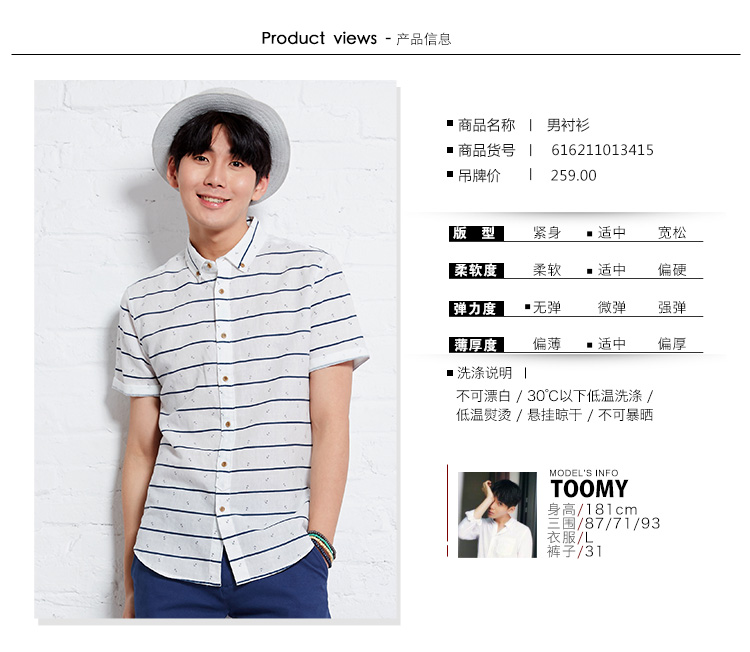 Product views - 产品信息
■ 商品名称 | 男衬衫
■ 商品货号 | 616211013415
■ 吊牌价 | 259.00
版 型 紧身 ■ 适中 宽松
柔软度 柔软 ■ 适中 偏硬
弹力度 ■ 无弹 微弹 强弹
薄厚度 偏薄 ■ 适中 偏厚
■ 洗涤说明 |
不可漂白 / 30℃以下低温洗涤 /
低温熨烫 / 悬挂晾干 / 不可暴晒
MODEL'S INFO
TOOMY
身高/181cm
三围/87/71/93
衣服/L
裤子/31